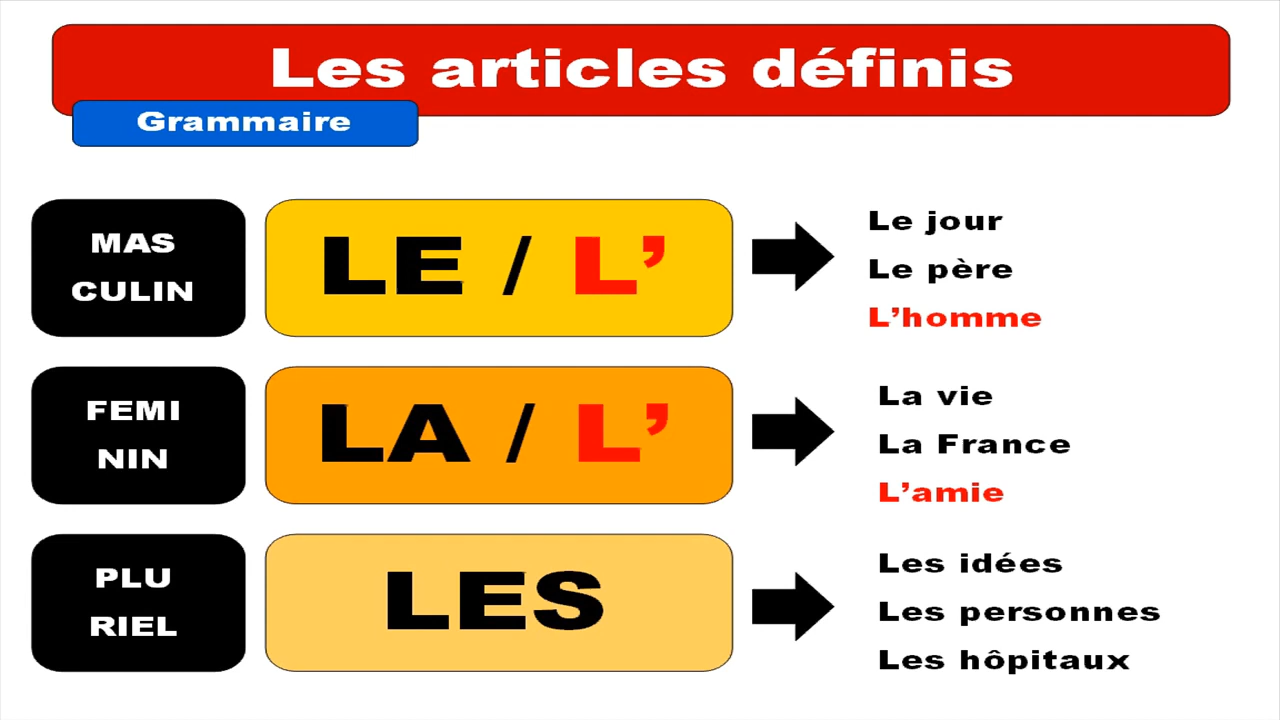 Les articles définis
Grammaire
MAS
CULIN
LE / L’
Le jour
Le père
L’homme
FEMI
NIN
LA / L’
La vie
La France
L’amie
PLU
RIEL
LES
Les idées
Les personnes
Les hôpitaux